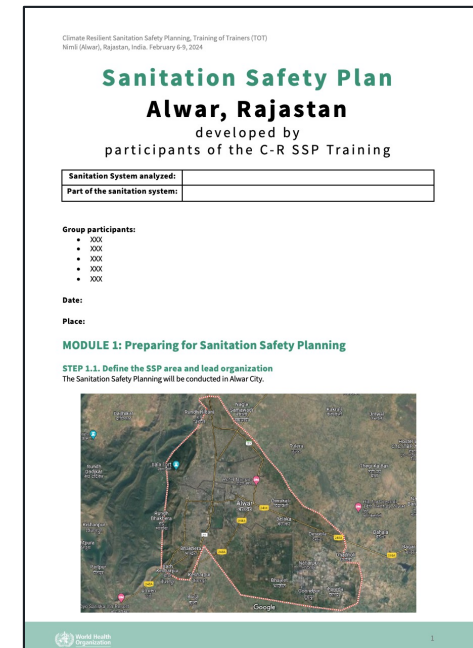 Climate Resilient Sanitation Safety Planning, Training of Trainers (TOT)
Nimli (Alwar), Rajastan, India. February 6-9, 2024
Sanitation Safety Plan
Alwar, Rajastan
developed by
participants of the C-R SSP Training
Sanitation System analyzed:
Part of the sanitation system:
Group participants:
• XXX
• XXX
• XXX
• XXX
• XXX
Date:
Place:
MODULE 1: Preparing for Sanitation Safety Planning
STEP 1.1. Define the SSP area and lead organization
The Sanitation Safety Planning will be conducted in Alwar City.
Bala Fort
Alwar
Google
World Health
Organization
1